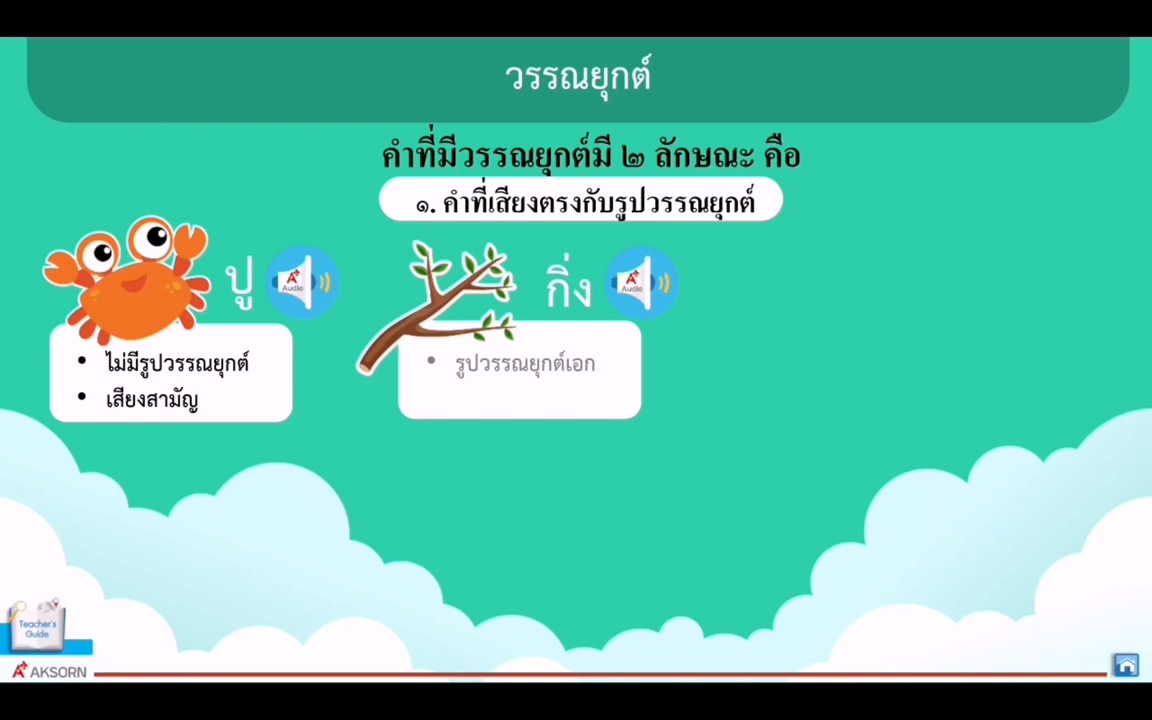 วรรณยุกต์
คำที่มีวรรณยุกต์มี ๒ ลักษณะ คือ
๑. คำที่เสียงตรงกับรูปวรรณยุกต์
ปู
A+ Audio
กิ่ง
A+ Audio
• ไม่มีรูปวรรณยุกต์
• เสียงสามัญ
• รูปวรรณยุกต์เอก
Teacher's
Guide
A+ AKSORN